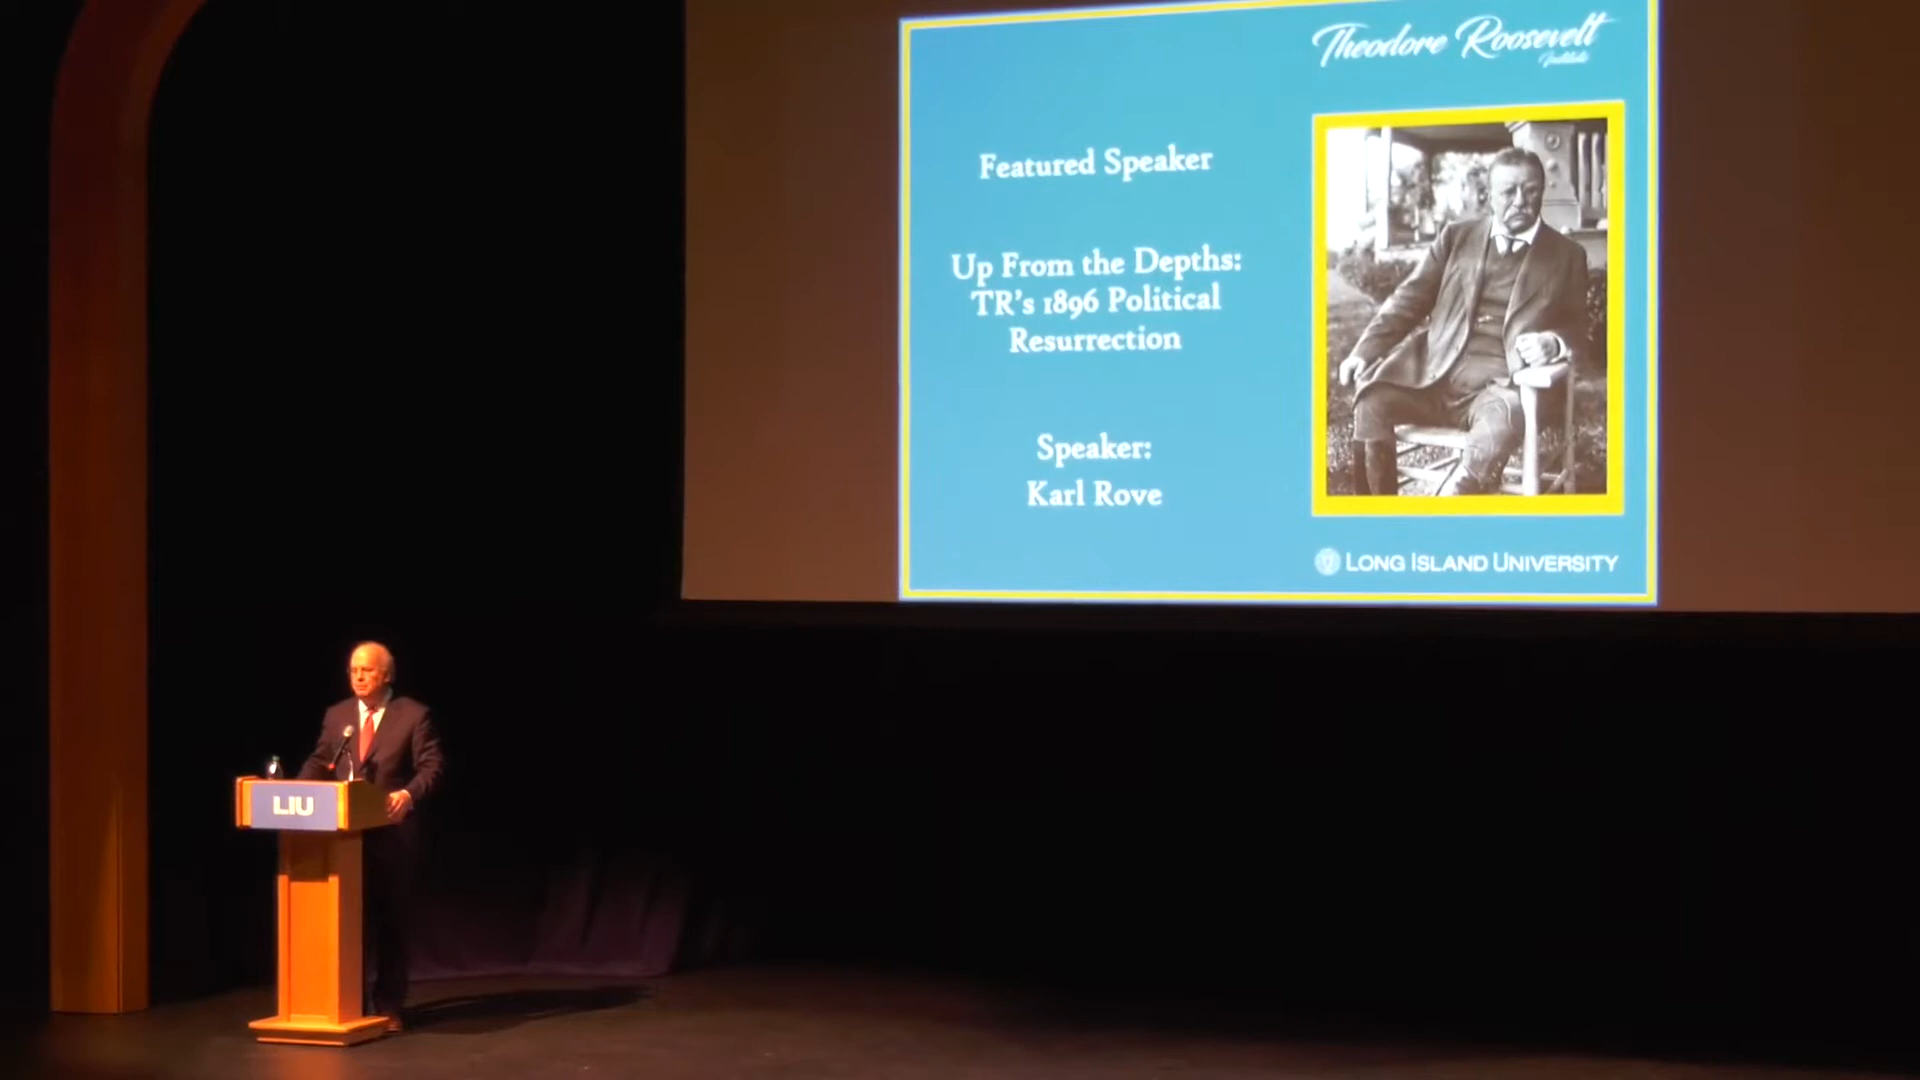 Theodore Roosevelt
Institute
Featured Speaker
Up From the Depths:
TR's 1896 Political
Resurrection
Speaker:
Karl Rove
LONG ISLAND UNIVERSITY
LIU